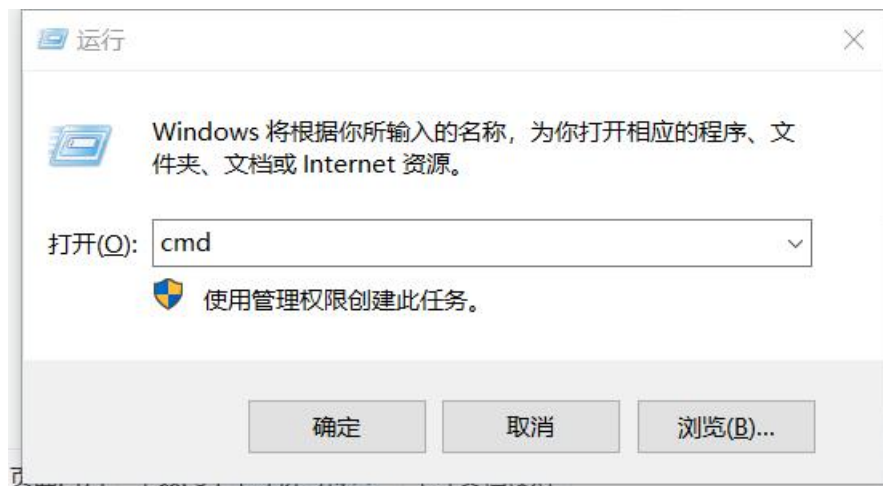 运行
Windows 将根据你所输入的名称，为你打开相应的程序、文
件夹、文档或 Internet 资源。
打开(O): cmd
使用管理权限创建此任务。
确定 取消 浏览(B)...